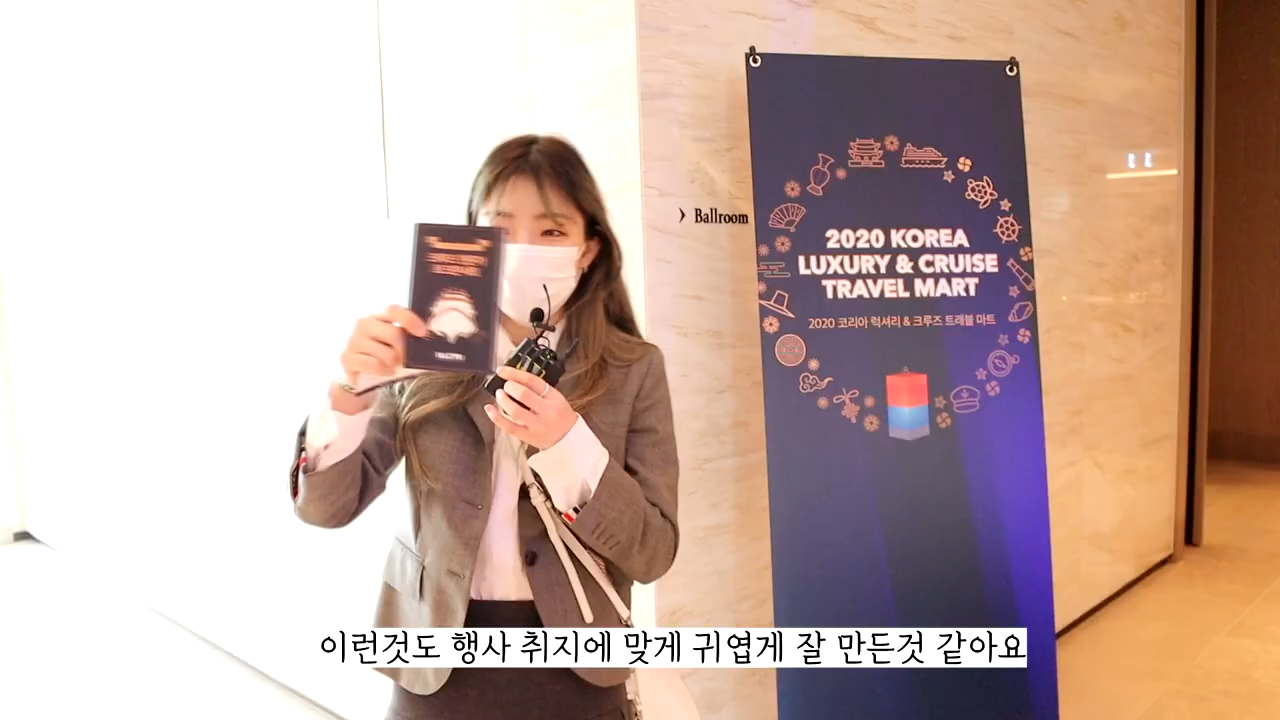 Ballroom
2020 KOREA
LUXURY & CRUISE
TRAVEL MART
2020 코리아 럭셔리 & 크루즈 트래블 마트
이런것도 행사 취지에 맞게 귀엽게 잘 만든것 같아요